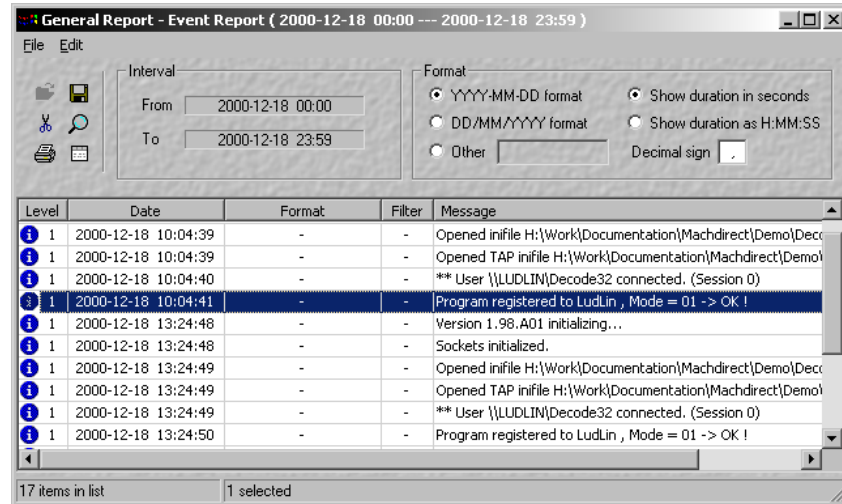 General Report - Event Report ( 2000-12-18 00:00 --- 2000-12-18 23:59 )
File Edit
Interval
From 2000-12-18 00:00
To 2000-12-18 23:59
Format
YYYY-MM-DD format Show duration in seconds
DD/MM/YYYY format Show duration as H:MM:SS
Other Decimal sign ,
Level Date Format Filter Message
1 2000-12-18 10:04:39 - - Opened inifile H:\Work\Documentation\Machdirect\Demo\Deco
1 2000-12-18 10:04:39 - - Opened TAP inifile H:\Work\Documentation\Machdirect\Demo\
1 2000-12-18 10:04:40 - - ** User \\LUDLIN\Decode32 connected. (Session 0)
1 2000-12-18 10:04:41 - - Program registered to LudLin , Mode = 01 -> OK !
1 2000-12-18 13:24:48 - - Version 1.98.A01 initializing...
1 2000-12-18 13:24:48 - - Sockets initialized.
1 2000-12-18 13:24:49 - - Opened inifile H:\Work\Documentation\Machdirect\Demo\Deco
1 2000-12-18 13:24:49 - - Opened TAP inifile H:\Work\Documentation\Machdirect\Demo\
1 2000-12-18 13:24:49 - - ** User \\LUDLIN\Decode32 connected. (Session 0)
1 2000-12-18 13:24:50 - - Program registered to LudLin , Mode = 01 -> OK !
17 items in list 1 selected